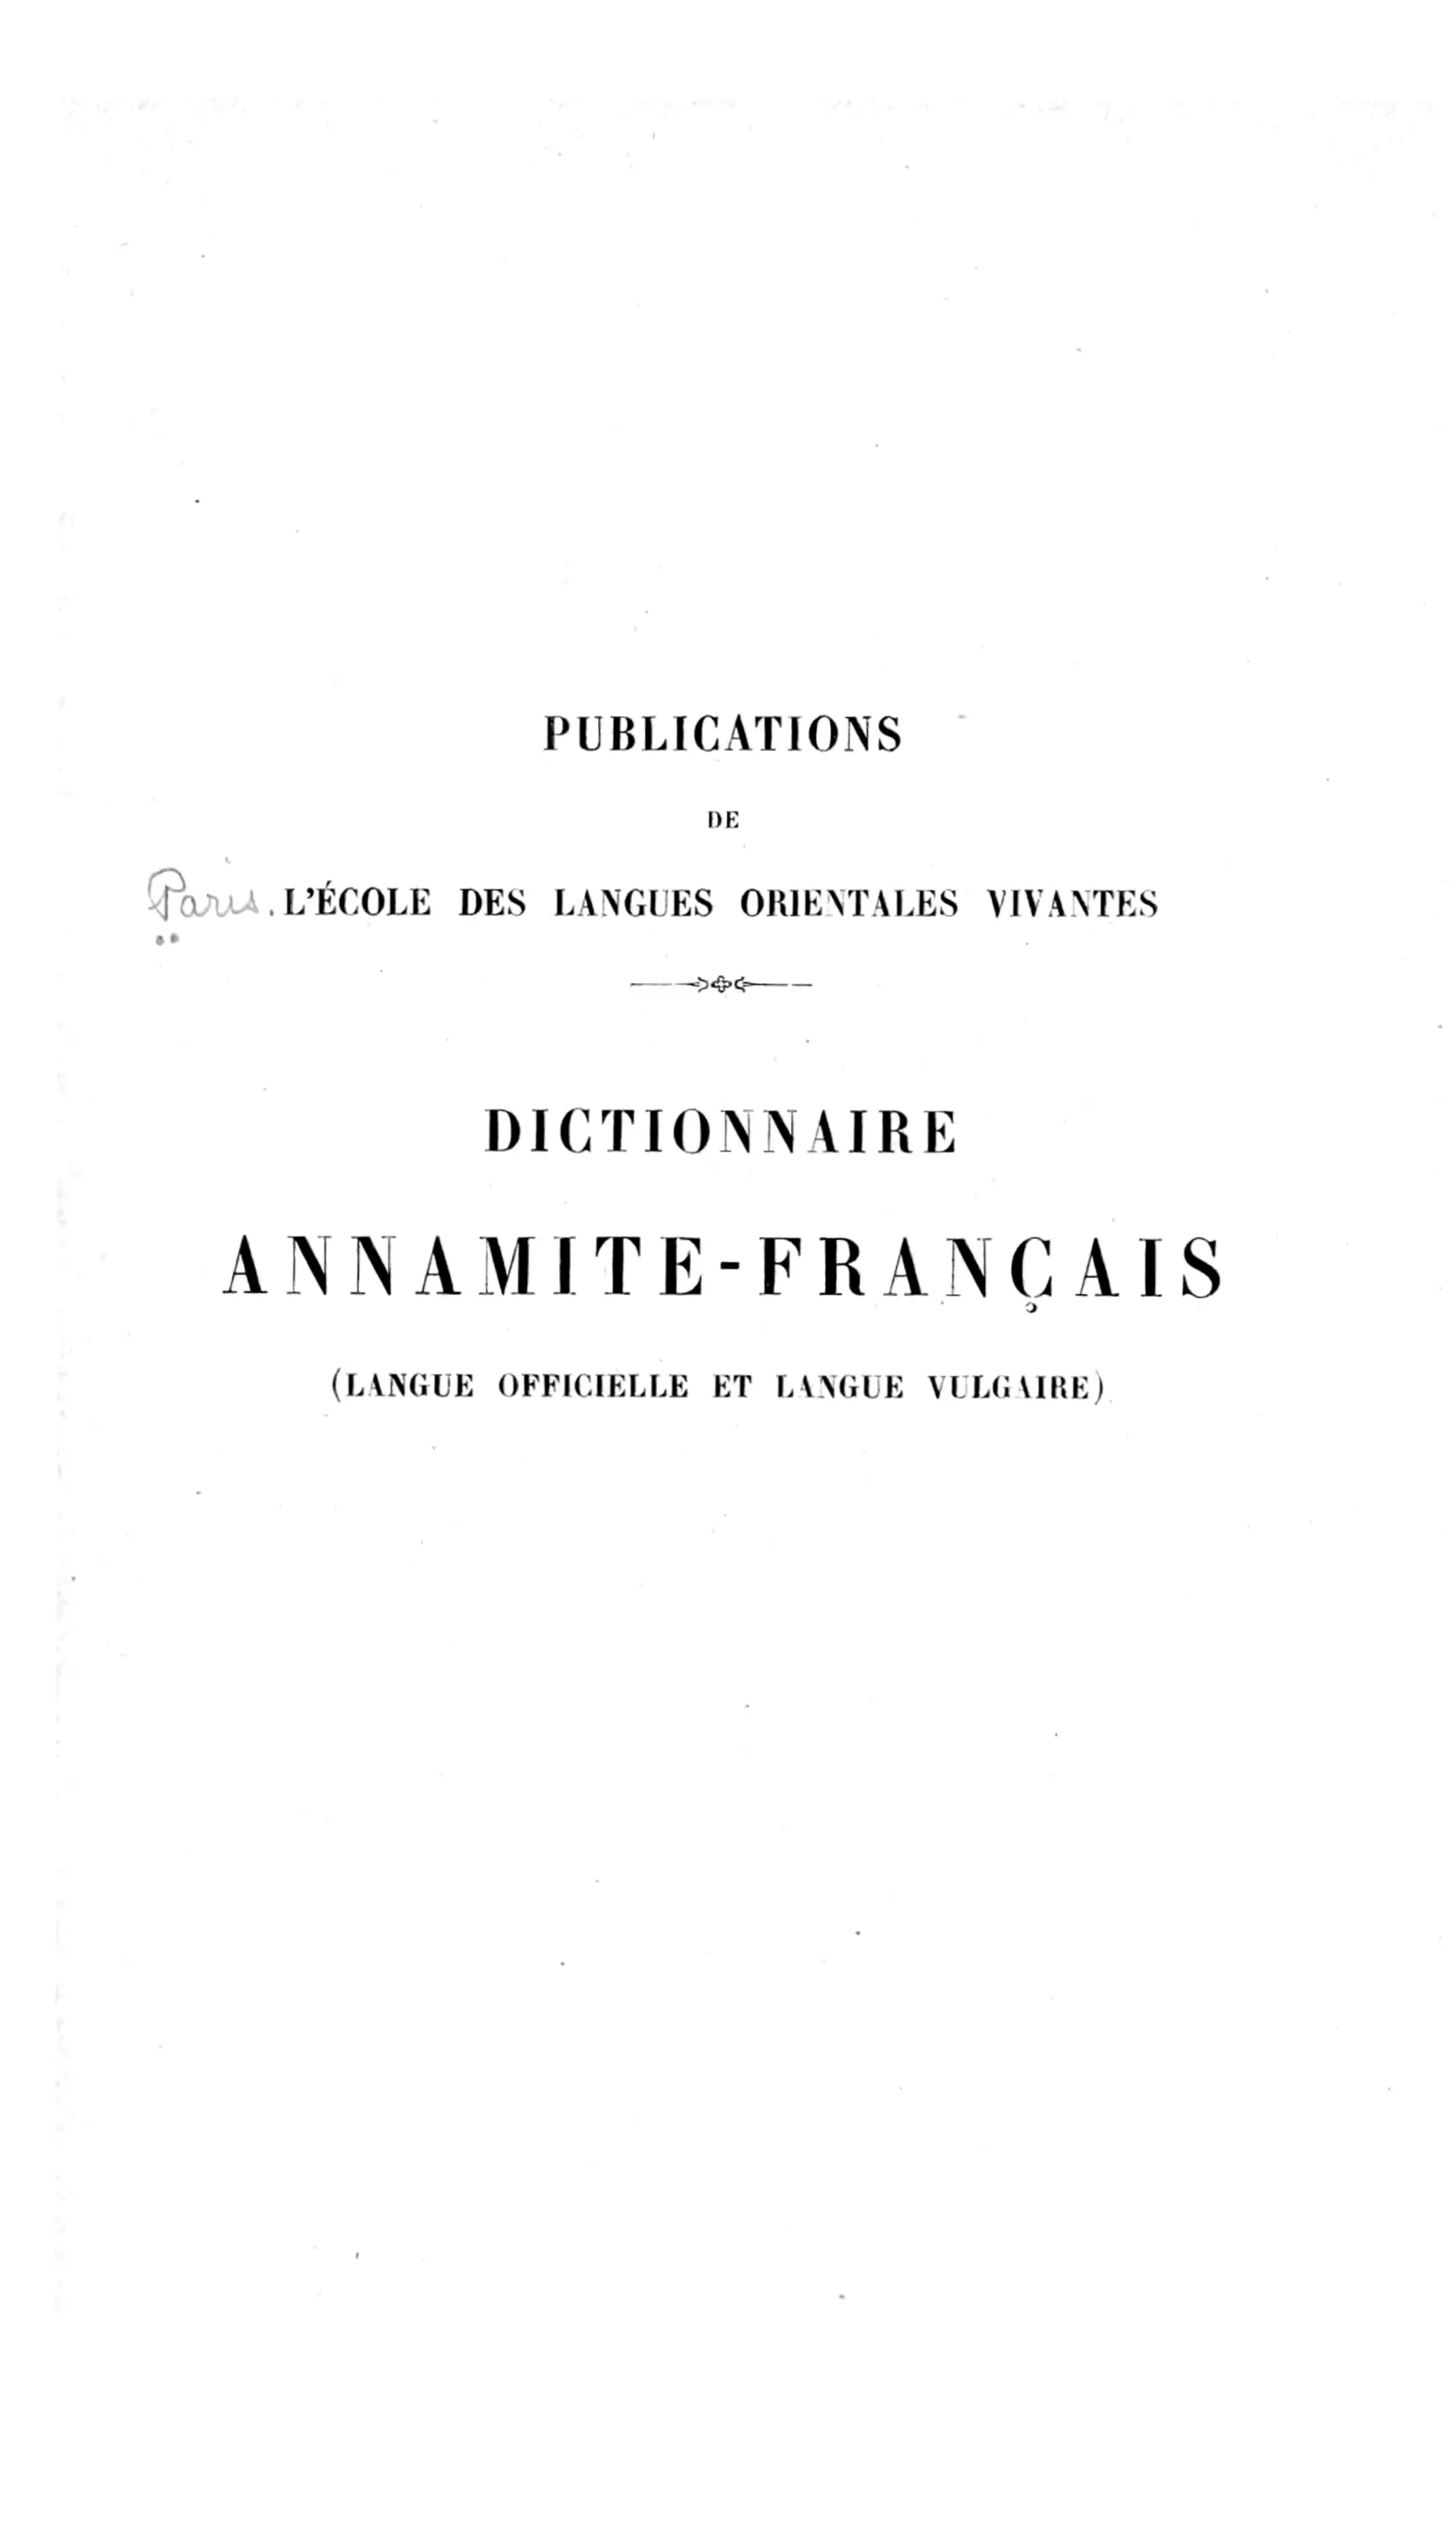 PUBLICATIONS
DE
Paris. L'ÉCOLE DES LANGUES ORIENTALES VIVANTES
DICTIONNAIRE
ANNAMITE-FRANÇAIS
(LANGUE OFFICIELLE ET LANGUE VULGAIRE)